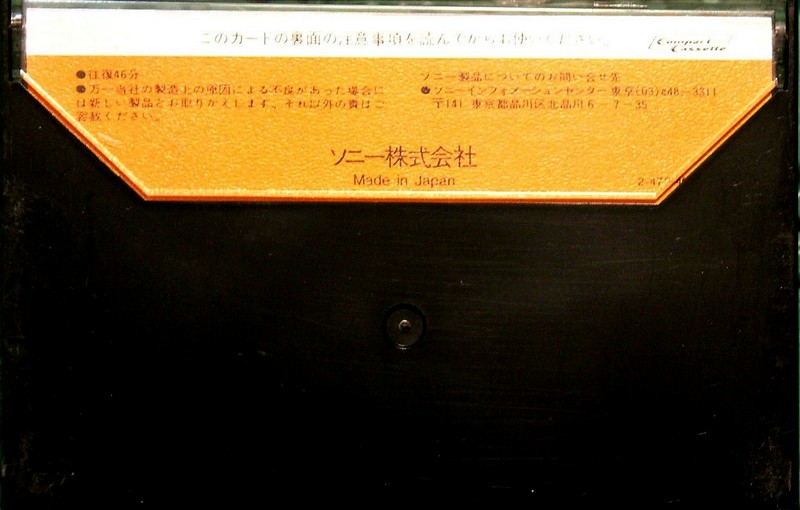 このカードの裏面の注意事項を読んでからお使いください。
Compact
Cassette
●往復46分
●万一当社の製造上の原因による不良があった場合に
は新しい製品とお取りかえします。それ以外の責はご
容赦ください。
ソニー製品についてのお問い合せ先
●ソニーインフォメーションセンター 東京(03)448-3311
〒141 東京都品川区北品川6-7-35
ソニー株式会社
Made in Japan